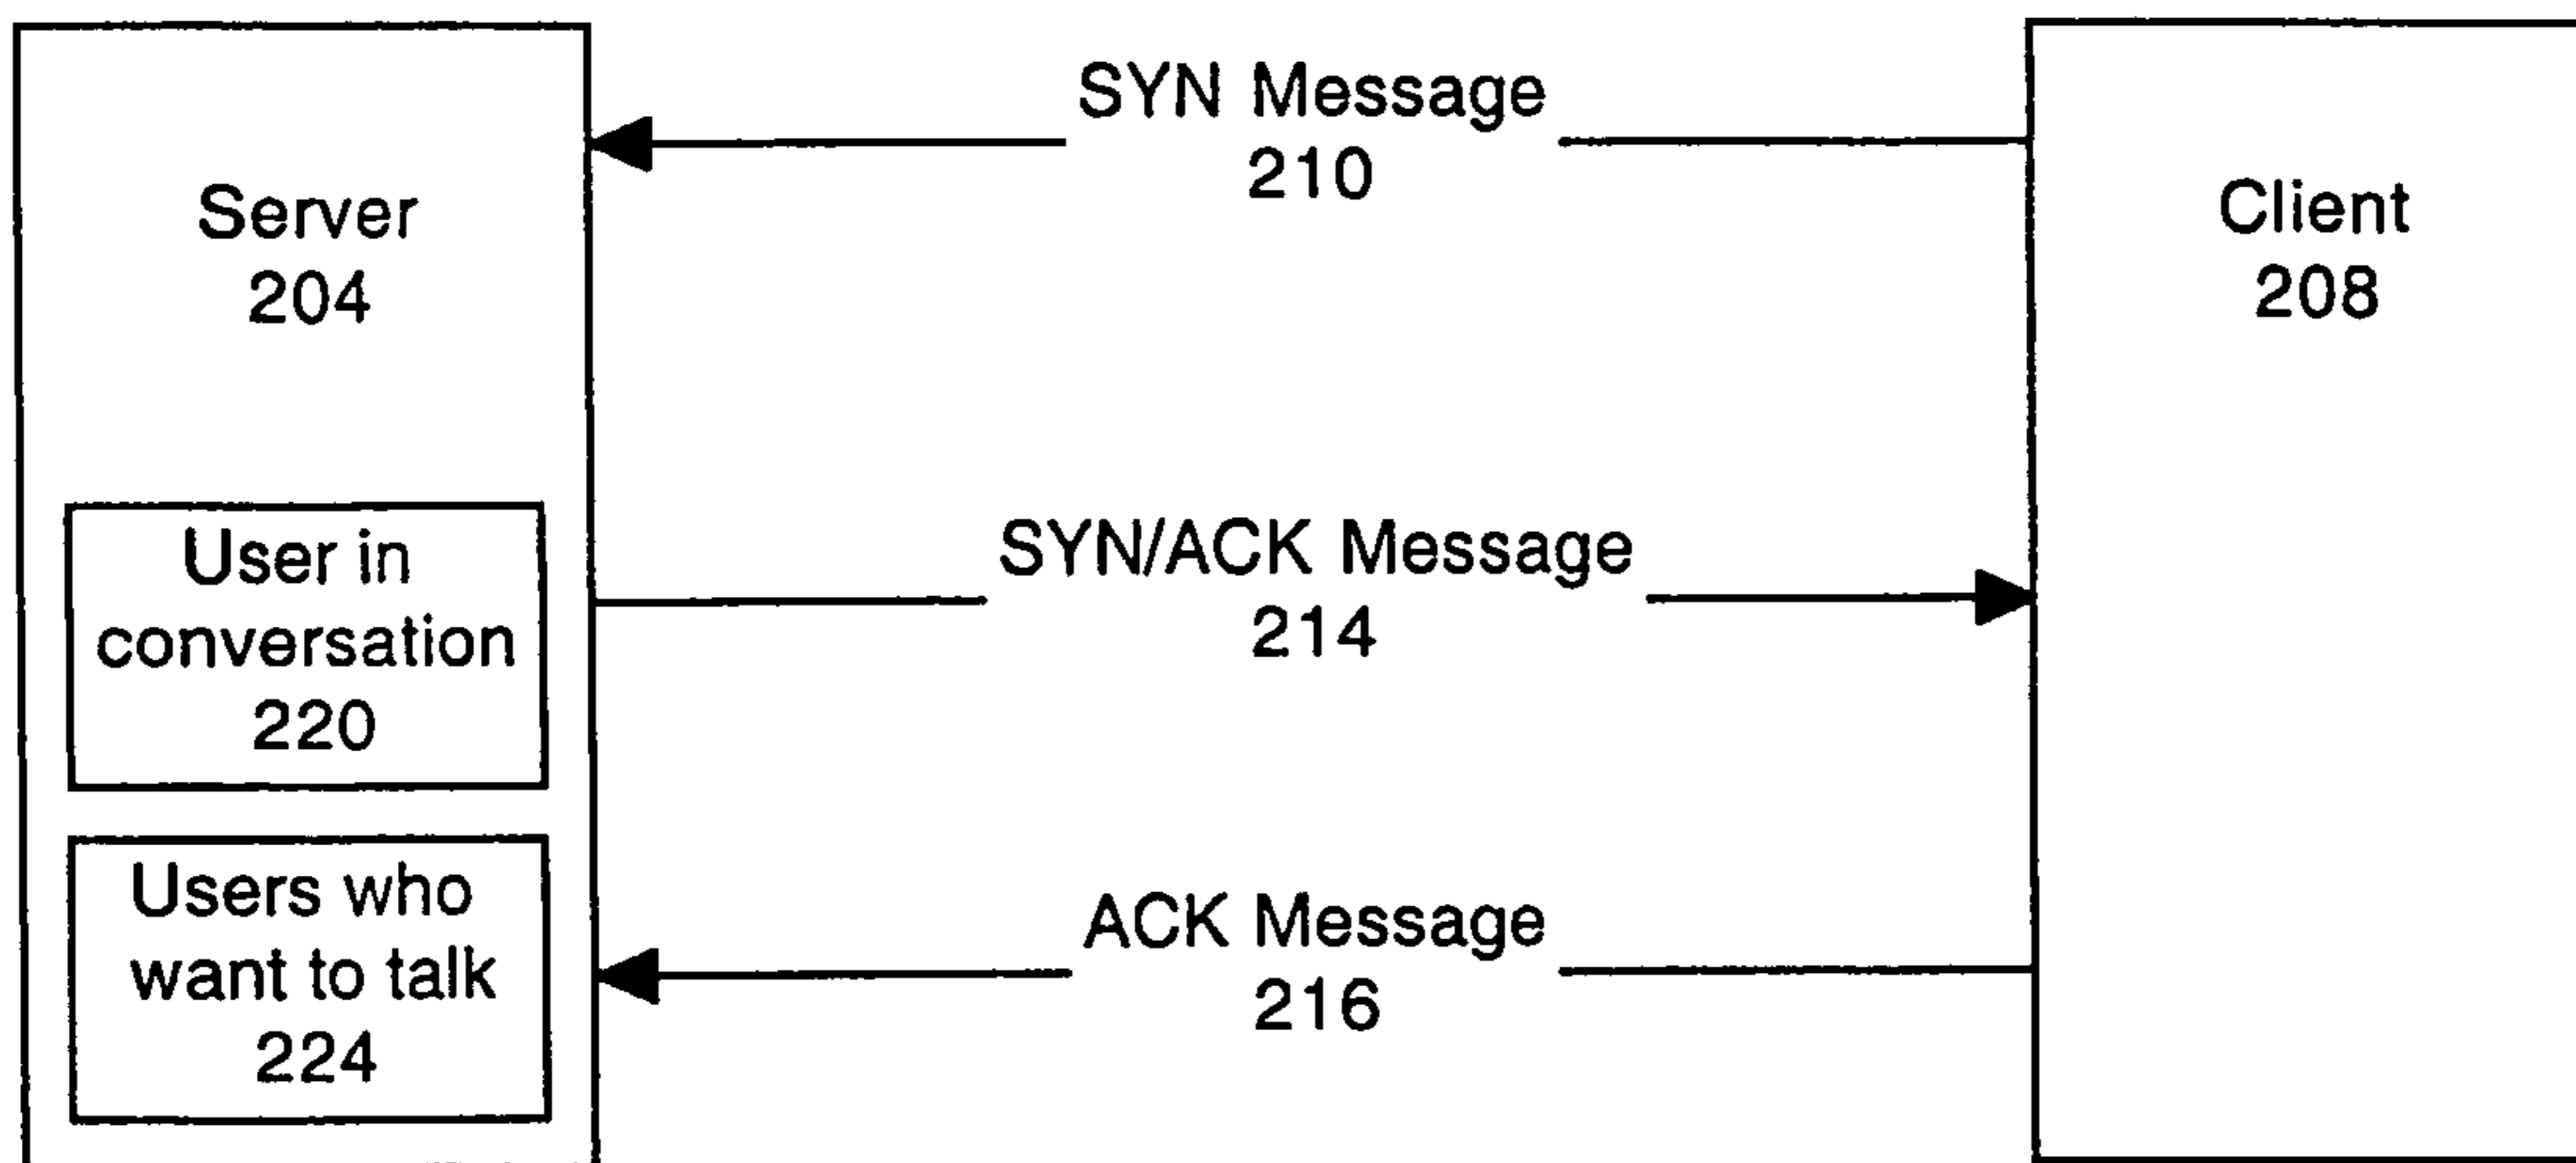 SYN Message
210
Server
204
Client
208
User in
conversation
220
SYN/ACK Message
214
Users who
want to talk
224
ACK Message
216